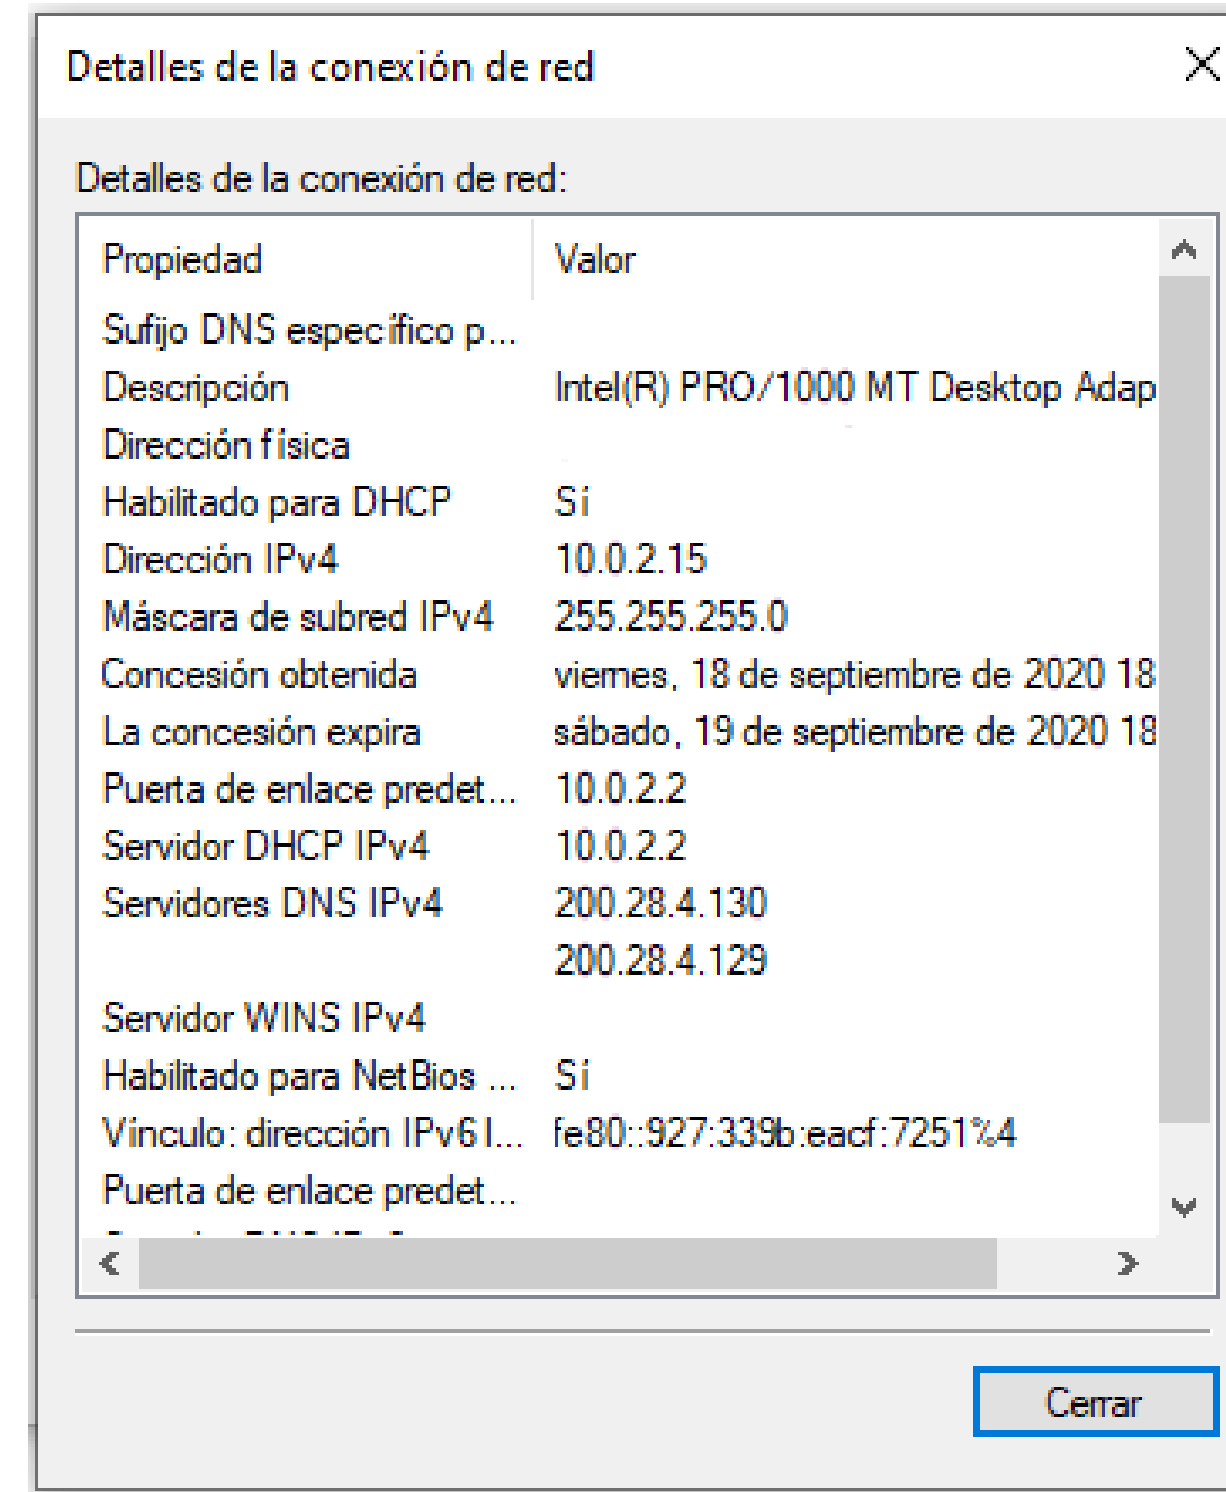 Detalles de la conexión de red
Detalles de la conexión de red:
Propiedad Valor
Sufijo DNS específico p...
Descripción Intel(R) PRO/1000 MT Desktop Adap
Dirección física
Habilitado para DHCP Sí
Dirección IPv4 10.0.2.15
Máscara de subred IPv4 255.255.255.0
Concesión obtenida viernes, 18 de septiembre de 2020 18
La concesión expira sábado, 19 de septiembre de 2020 18
Puerta de enlace predet... 10.0.2.2
Servidor DHCP IPv4 10.0.2.2
Servidores DNS IPv4 200.28.4.130
200.28.4.129
Servidor WINS IPv4
Habilitado para NetBios ... Sí
Vínculo: dirección IPv6 l... fe80::927:339b:eacf:7251%4
Puerta de enlace predet...
Cerrar